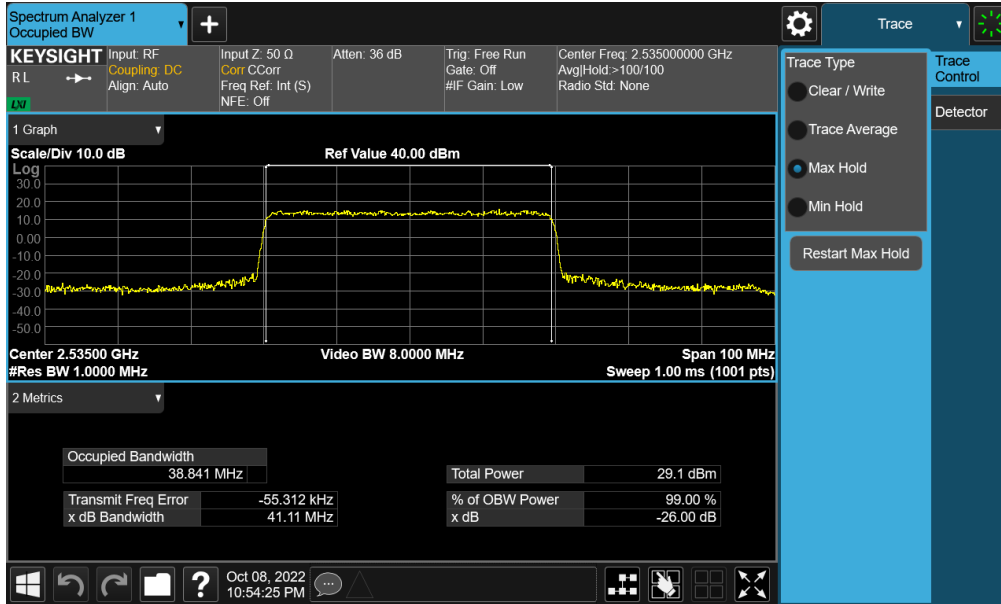 Spectrum Analyzer 1
Occupied BW
Trace
KEYSIGHT
RL
LXI
Input: RF
Coupling: DC
Align: Auto
Input Z: 50 Ω
Corr CCorr
Freq Ref: Int (S)
NFE: Off
Atten: 36 dB
Trig: Free Run
Gate: Off
#IF Gain: Low
Center Freq: 2.535000000 GHz
Avg|Hold:>100/100
Radio Std: None
Trace Type
Clear / Write
Trace Average
Max Hold
Min Hold
Restart Max Hold
Trace
Control
Detector
1 Graph
Scale/Div 10.0 dB
Ref Value 40.00 dBm
Log
30.0
20.0
10.0
0.00
-10.0
-20.0
-30.0
-40.0
-50.0
Center 2.53500 GHz
Video BW 8.0000 MHz
Span 100 MHz
#Res BW 1.0000 MHz
Sweep 1.00 ms (1001 pts)
2 Metrics
Occupied Bandwidth
38.841 MHz
Total Power 29.1 dBm
Transmit Freq Error -55.312 kHz
% of OBW Power 99.00 %
x dB Bandwidth 41.11 MHz
x dB -26.00 dB
?
Oct 08, 2022
10:54:25 PM